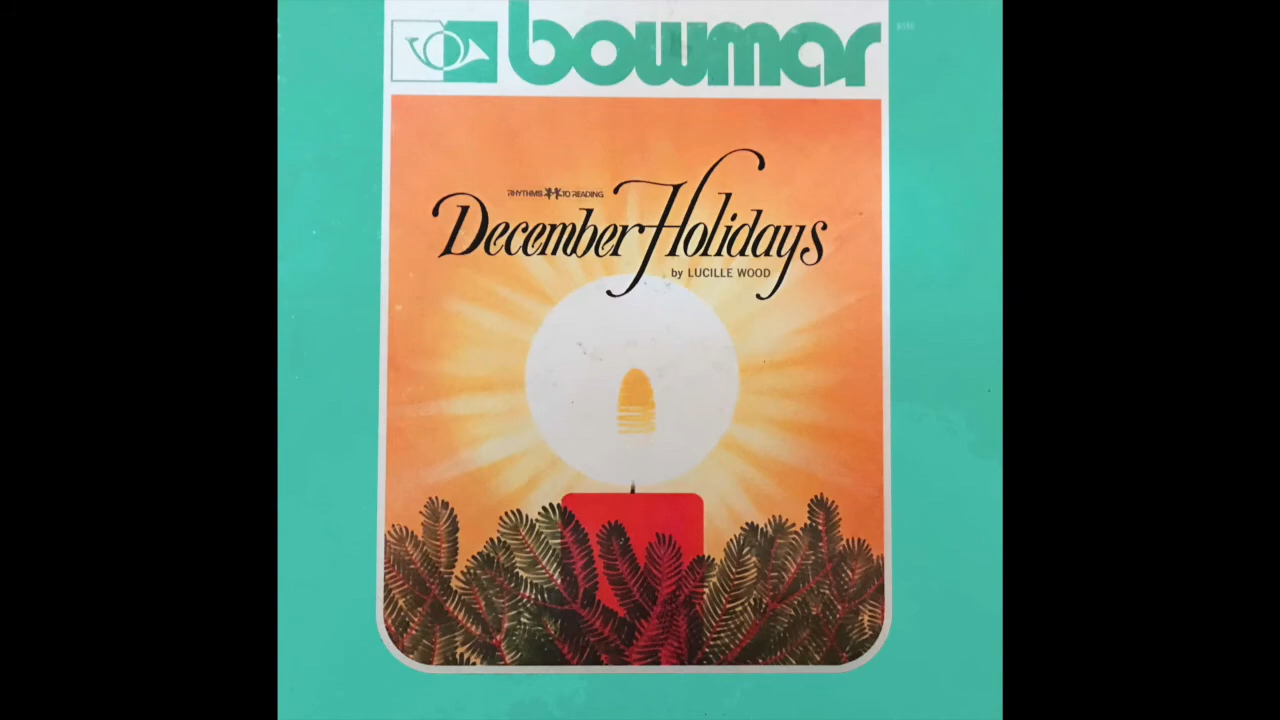 bowmar
RHYTHMS TO READING
December Holidays
by LUCILLE WOOD